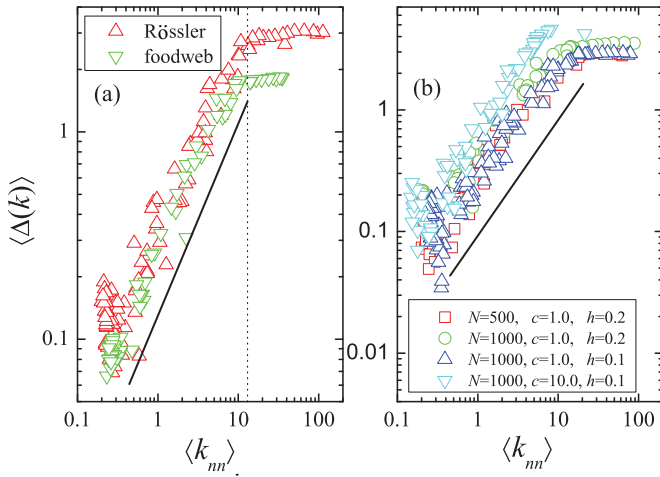 Rössler
foodweb
(a)
1
0.1
0.1
1
10
100
⟨Δ(k)⟩
⟨k_nn⟩
(b)
1
0.1
0.01
0.1
1
10
100
N=500, c=1.0, h=0.2
N=1000, c=1.0, h=0.2
N=1000, c=1.0, h=0.1
N=1000, c=10.0, h=0.1
⟨k_nn⟩